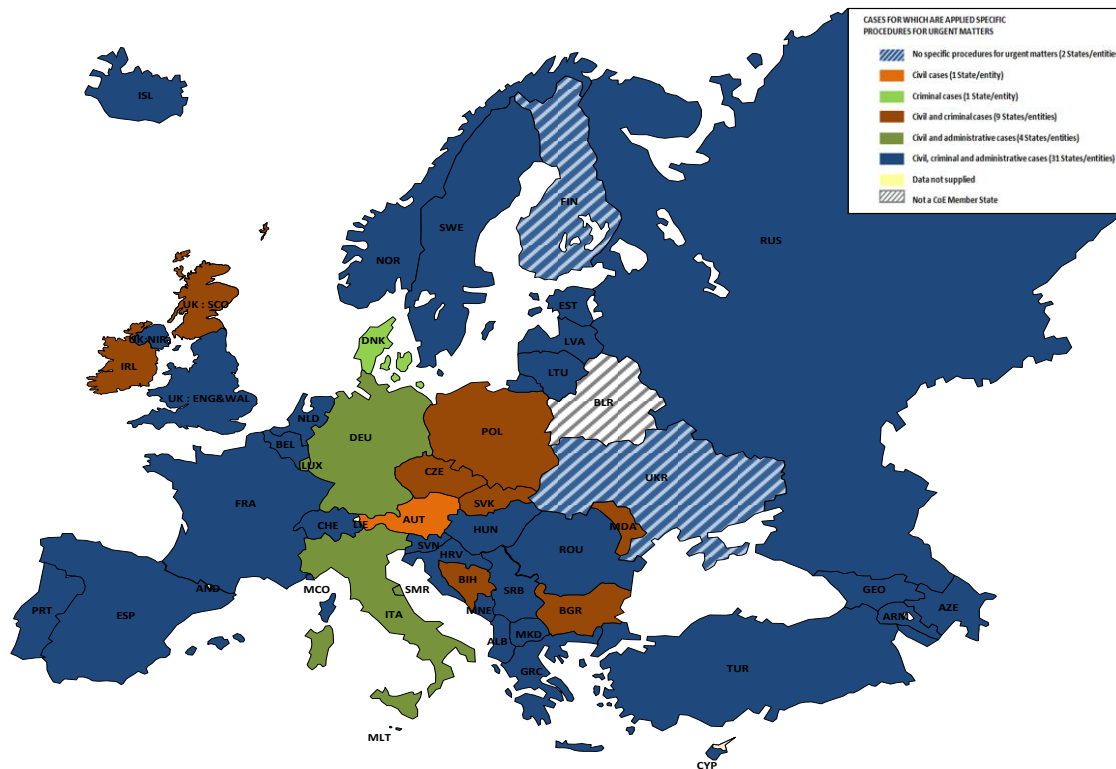 CASES FOR WHICH ARE APPLIED SPECIFIC
PROCEDURES FOR URGENT MATTERS
No specific procedures for urgent matters (2 States/entitie
Civil cases (1 State/entity)
Criminal cases (1 State/entity)
Civil and criminal cases (9 States/entities)
Civil and administrative cases (4 States/entities)
Civil, criminal and administrative cases (31 States/entities)
Data not supplied
Not a CoE Member State
ISL
FIN
SWE
RUS
NOR
UK : SCO
EST
UK:NIR
DNK
LVA
IRL
LTU
BLR
UK : ENG&WAL
NLD
POL
BEL
DEU
LUX
CZE
UKR
FRA
SVK
CHE
LIE
AUT
MDA
HUN
SVN
ROU
HRV
AND
MCO
SMR
BIH
SRB
GEO
PRT
ESP
ITA
MNE
BGR
AZE
ARM
ALB
MKD
GRC
TUR
MLT
CYP